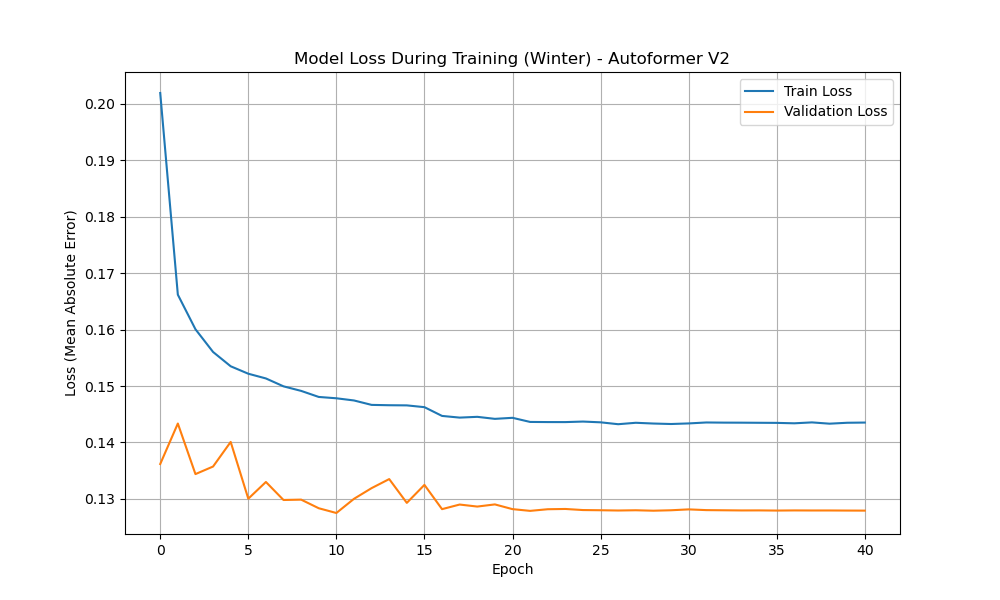 Model Loss During Training (Winter) - Autoformer V2
Train Loss
Validation Loss
Loss (Mean Absolute Error)
0.20
0.19
0.18
0.17
0.16
0.15
0.14
0.13
0 5 10 15 20 25 30 35 40
Epoch